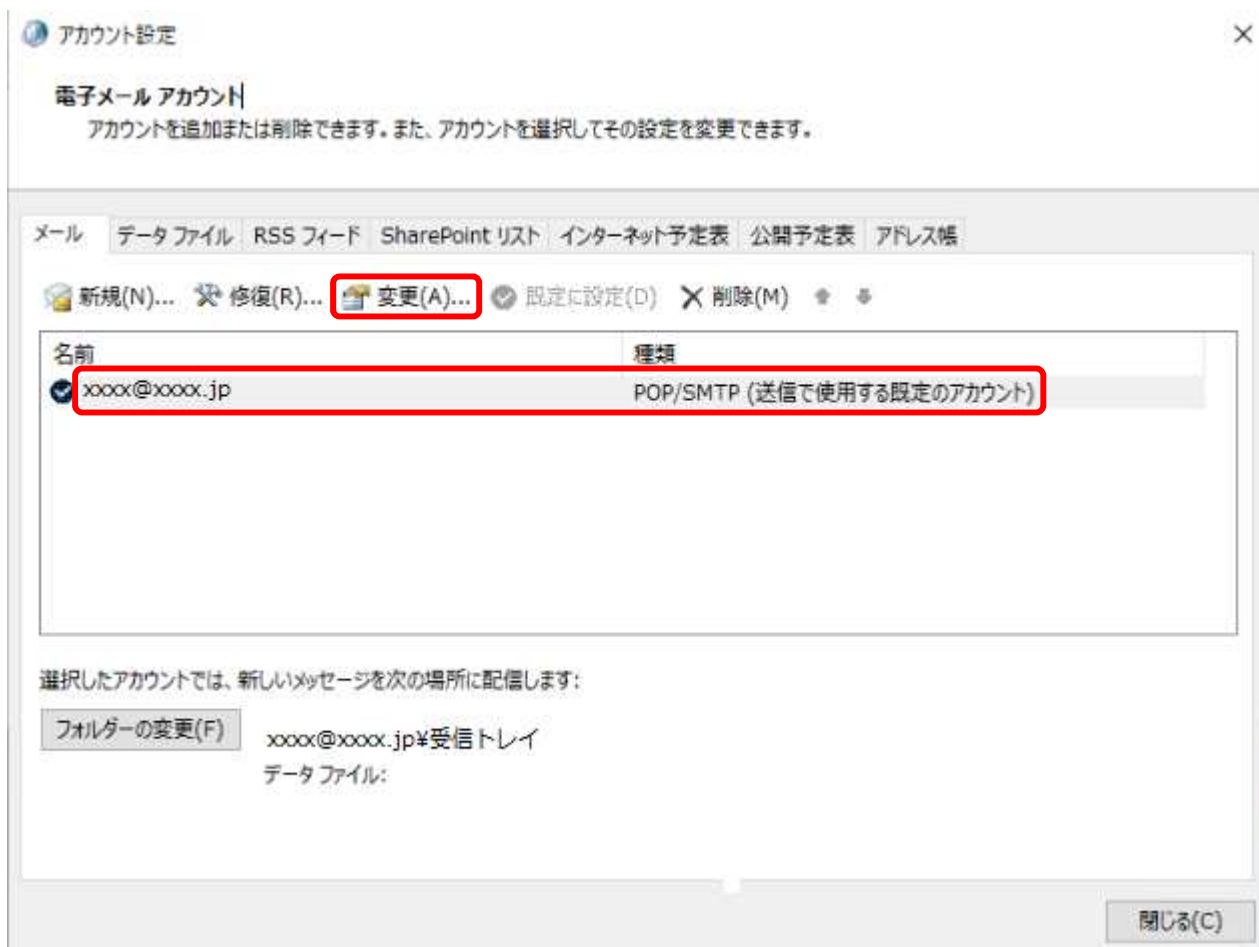 アカウント設定
電子メール アカウント
アカウントを追加または削除できます。また、アカウントを選択してその設定を変更できます。
メール データ ファイル RSS フィード SharePoint リスト インターネット予定表 公開予定表 アドレス帳
新規(N)... 修復(R)... 変更(A)... 既定に設定(D) 削除(M)
名前 種類
xxxx@xxxx.jp POP/SMTP (送信で使用する既定のアカウント)
選択したアカウントでは、新しいメッセージを次の場所に配信します:
フォルダーの変更(F) xxxx@xxxx.jp¥受信トレイ
データ ファイル:
閉じる(C)